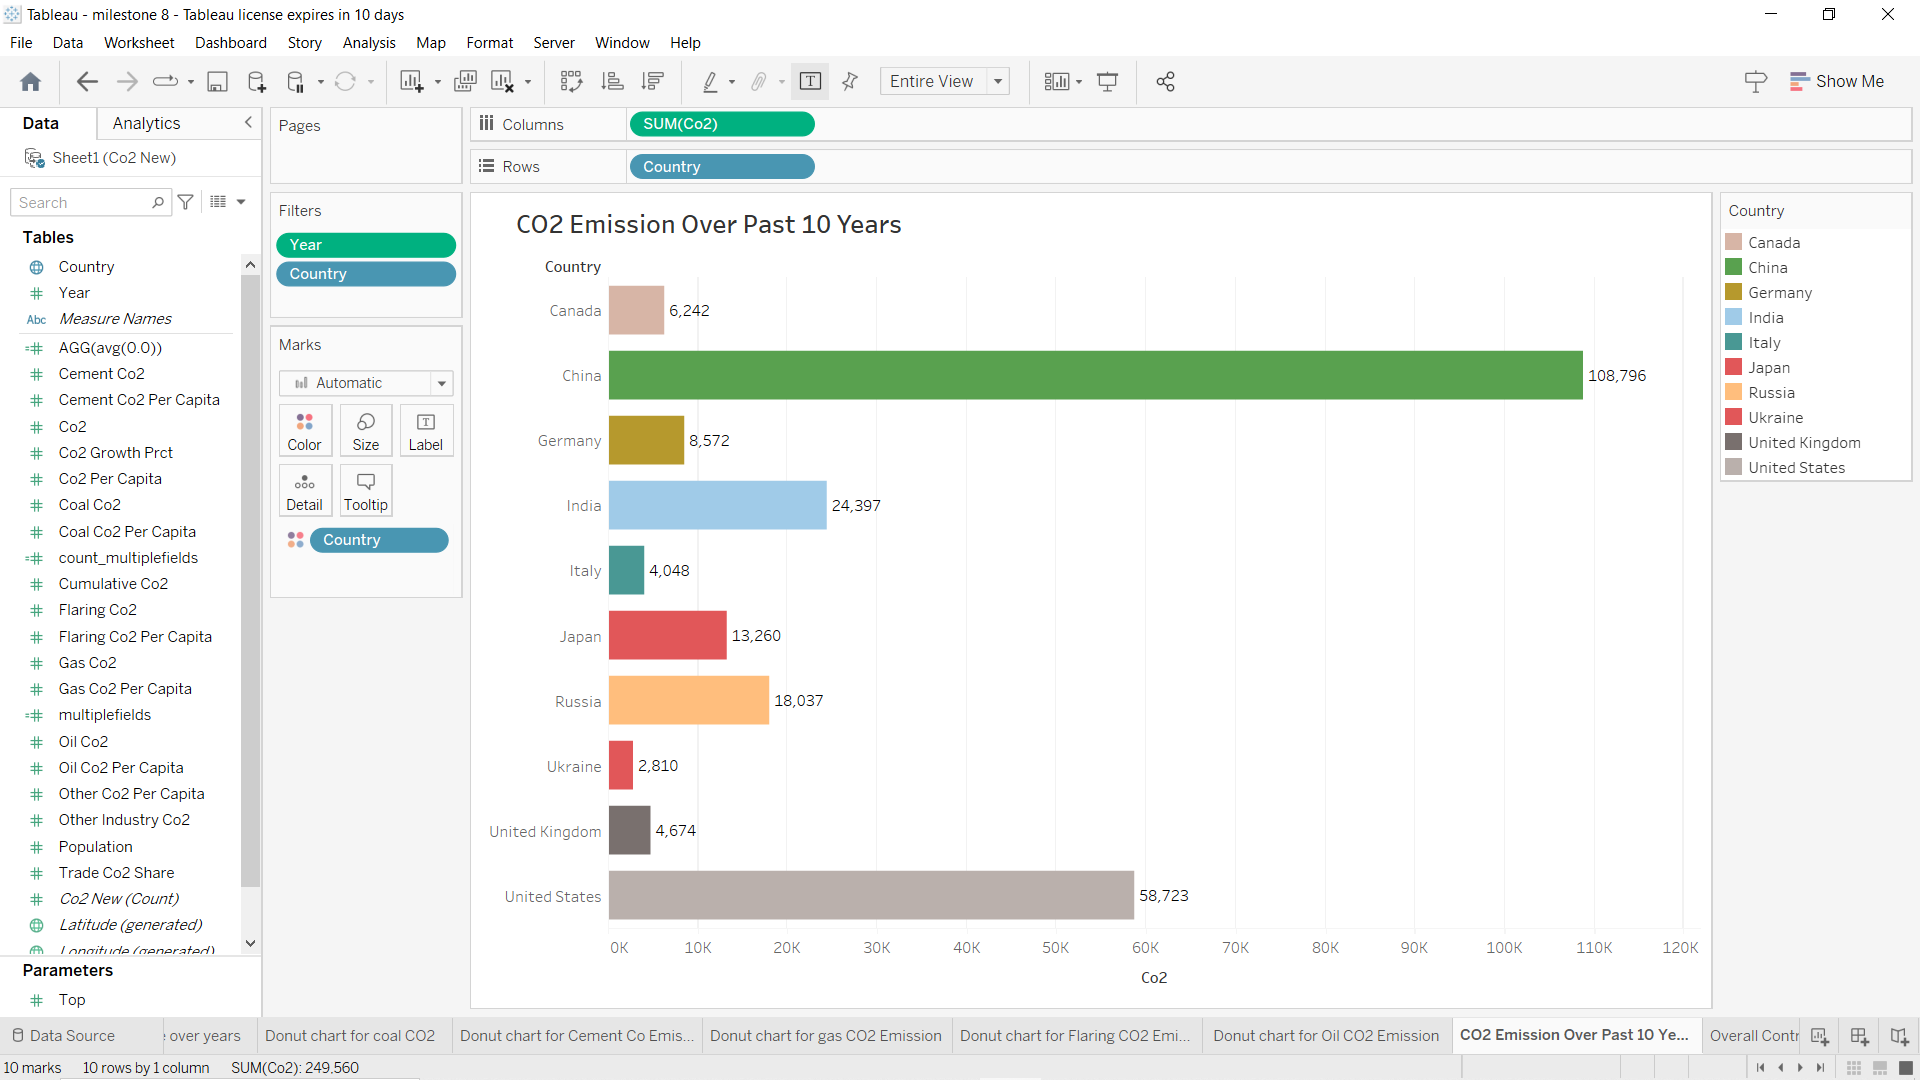 Tableau - milestone 8 - Tableau license expires in 10 days
File Data Worksheet Dashboard Story Analysis Map Format Server Window Help
Entire View
Show Me
Data Analytics
Sheet1 (Co2 New)
Search
Tables
Country
Year
Abc Measure Names
AGG(avg(0.0))
Cement Co2
Cement Co2 Per Capita
Co2
Co2 Growth Prct
Co2 Per Capita
Coal Co2
Coal Co2 Per Capita
count_multiplefields
Cumulative Co2
Flaring Co2
Flaring Co2 Per Capita
Gas Co2
Gas Co2 Per Capita
multiplefields
Oil Co2
Oil Co2 Per Capita
Other Co2 Per Capita
Other Industry Co2
Population
Trade Co2 Share
Co2 New (Count)
Latitude (generated)
Longitude (generated)
Parameters
Top
Pages
Filters
Year
Country
Marks
Automatic
Color Size Label
Detail Tooltip
Country
Columns SUM(Co2)
Rows Country
CO2 Emission Over Past 10 Years
Country
Canada 6,242
China 108,796
Germany 8,572
India 24,397
Italy 4,048
Japan 13,260
Russia 18,037
Ukraine 2,810
United Kingdom 4,674
United States 58,723
0K 10K 20K 30K 40K 50K 60K 70K 80K 90K 100K 110K 120K
Co2
Country
Canada
China
Germany
India
Italy
Japan
Russia
Ukraine
United Kingdom
United States
Data Source e over years Donut chart for coal CO2 Donut chart for Cement Co Emis... Donut chart for gas CO2 Emission Donut chart for Flaring CO2 Emi... Donut chart for Oil CO2 Emission CO2 Emission Over Past 10 Ye... Overall Contr
10 marks 10 rows by 1 column SUM(Co2): 249,560